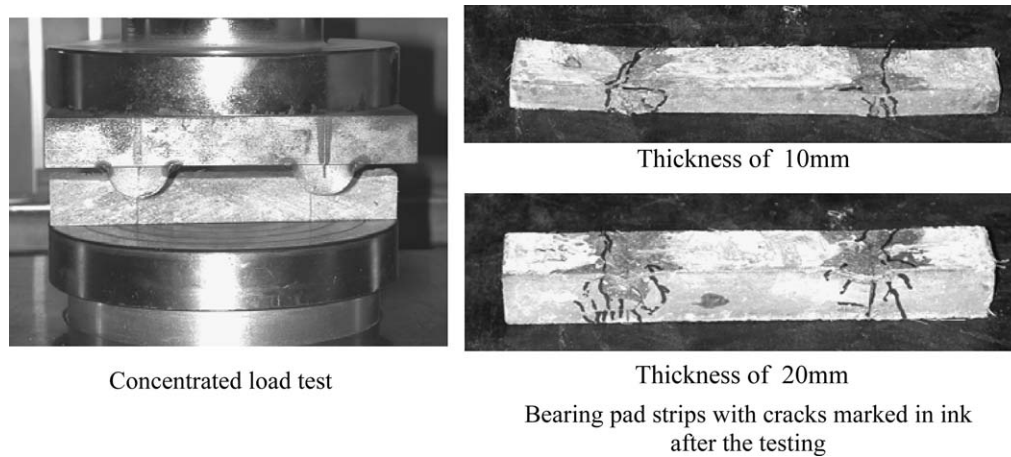 Concentrated load test
Thickness of 10mm
Thickness of 20mm
Bearing pad strips with cracks marked in ink
after the testing